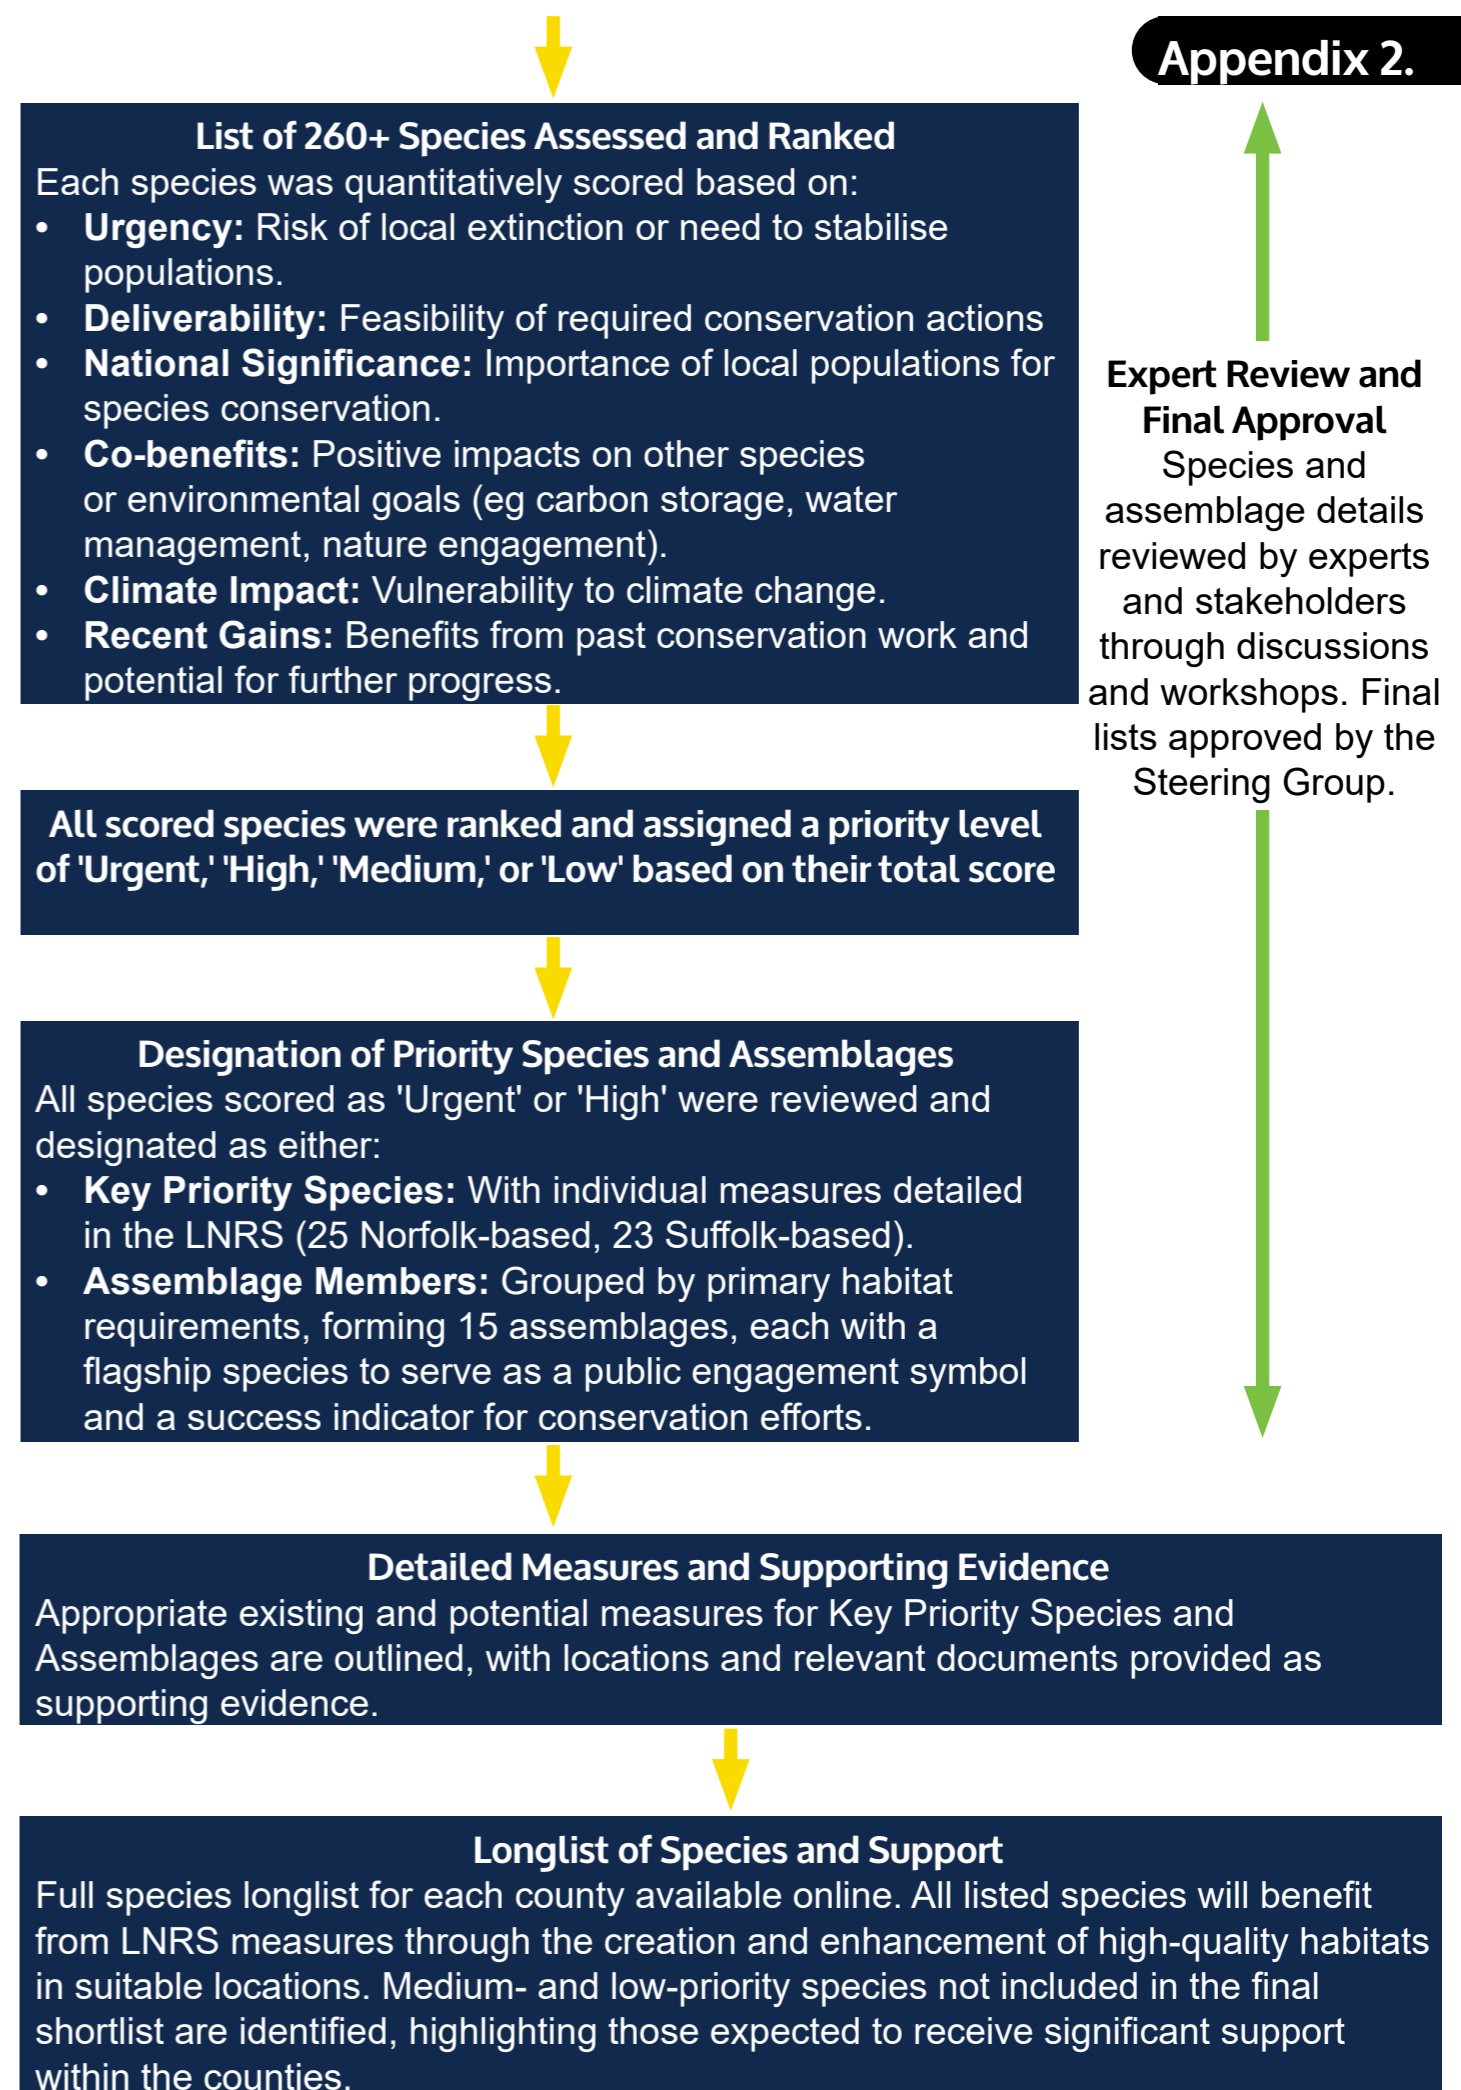 Appendix 2.
List of 260+ Species Assessed and Ranked
Each species was quantitatively scored based on:
• Urgency: Risk of local extinction or need to stabilise
populations.
• Deliverability: Feasibility of required conservation actions
• National Significance: Importance of local populations for
species conservation.
• Co-benefits: Positive impacts on other species
or environmental goals (eg carbon storage, water
management, nature engagement).
• Climate Impact: Vulnerability to climate change.
• Recent Gains: Benefits from past conservation work and
potential for further progress.
Expert Review and
Final Approval
Species and
assemblage details
reviewed by experts
and stakeholders
through discussions
and workshops. Final
lists approved by the
Steering Group.
All scored species were ranked and assigned a priority level
of 'Urgent,' 'High,' 'Medium,' or 'Low' based on their total score
Designation of Priority Species and Assemblages
All species scored as 'Urgent' or 'High' were reviewed and
designated as either:
• Key Priority Species: With individual measures detailed
in the LNRS (25 Norfolk-based, 23 Suffolk-based).
• Assemblage Members: Grouped by primary habitat
requirements, forming 15 assemblages, each with a
flagship species to serve as a public engagement symbol
and a success indicator for conservation efforts.
Detailed Measures and Supporting Evidence
Appropriate existing and potential measures for Key Priority Species and
Assemblages are outlined, with locations and relevant documents provided as
supporting evidence.
Longlist of Species and Support
Full species longlist for each county available online. All listed species will benefit
from LNRS measures through the creation and enhancement of high-quality habitats
in suitable locations. Medium- and low-priority species not included in the final
shortlist are identified, highlighting those expected to receive significant support
within the counties.